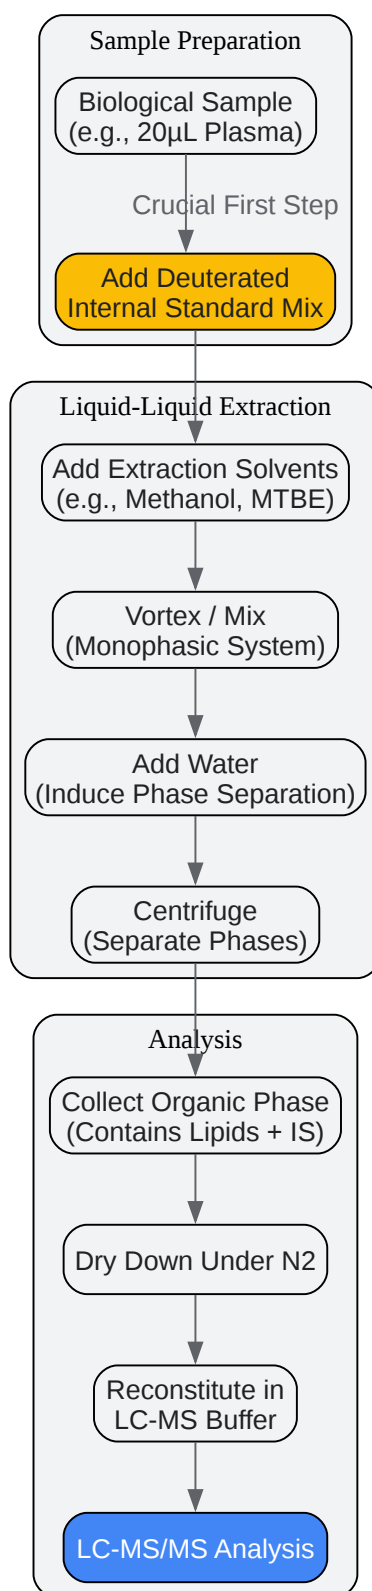 Sample Preparation
Biological Sample
(e.g., 20µL Plasma)
Crucial First Step
Add Deuterated
Internal Standard Mix
Liquid-Liquid Extraction
Add Extraction Solvents
(e.g., Methanol, MTBE)
Vortex / Mix
(Monophasic System)
Add Water
(Induce Phase Separation)
Centrifuge
(Separate Phases)
Analysis
Collect Organic Phase
(Contains Lipids + IS)
Dry Down Under N2
Reconstitute in
LC-MS Buffer
LC-MS/MS Analysis